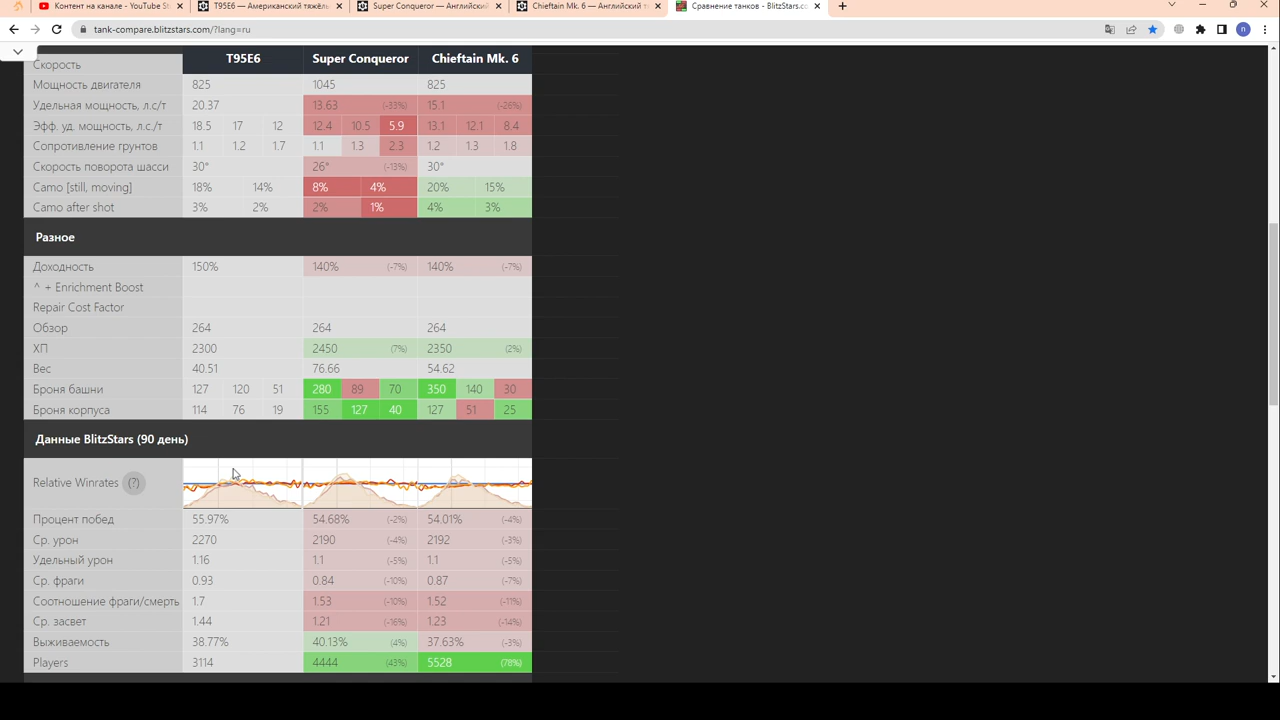 Контент на канале - YouTube St
T95E6 — Американский тяжёль
Super Conqueror — Английский
Chieftain Mk. 6 — Английский т
Сравнение танков - BlitzStars.co
tank-compare.blitzstars.com/?lang=ru
n
T95E6 Super Conqueror Chieftain Mk. 6
Скорость
Мощность двигателя 825 1045 825
Удельная мощность, л.с/т 20.37 13.63 (-33%) 15.1 (-26%)
Эфф. уд. мощность, л.с./т 18.5 17 12 12.4 10.5 5.9 13.1 12.1 8.4
Сопротивление грунтов 1.1 1.2 1.7 1.1 1.3 2.3 1.2 1.3 1.8
Скорость поворота шасси 30° 26° (-13%) 30°
Camo [still, moving] 18% 14% 8% 4% 20% 15%
Camo after shot 3% 2% 2% 1% 4% 3%
Разное
Доходность 150% 140% (-7%) 140% (-7%)
^ + Enrichment Boost
Repair Cost Factor
Обзор 264 264 264
ХП 2300 2450 (7%) 2350 (2%)
Вес 40.51 76.66 54.62
Броня башни 127 120 51 280 89 70 350 140 30
Броня корпуса 114 76 19 155 127 40 127 51 25
Данные BlitzStars (90 день)
Relative Winrates (?)
Процент побед 55.97% 54.68% (-2%) 54.01% (-4%)
Ср. урон 2270 2190 (-4%) 2192 (-3%)
Удельный урон 1.16 1.1 (-5%) 1.1 (-5%)
Ср. фраги 0.93 0.84 (-10%) 0.87 (-7%)
Соотношение фраги/смерть 1.7 1.53 (-10%) 1.52 (-11%)
Ср. засвет 1.44 1.21 (-16%) 1.23 (-14%)
Выживаемость 38.77% 40.13% (4%) 37.63% (-3%)
Players 3114 4444 (43%) 5528 (78%)